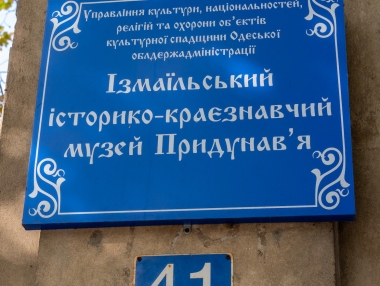 Управління культури, національностей,
релігій та охорони об’єктів
культурної спадщини Одеської
облдержадміністрації
Ізмаїльський
історико-краєзнавчий
музей Придунав’я
41